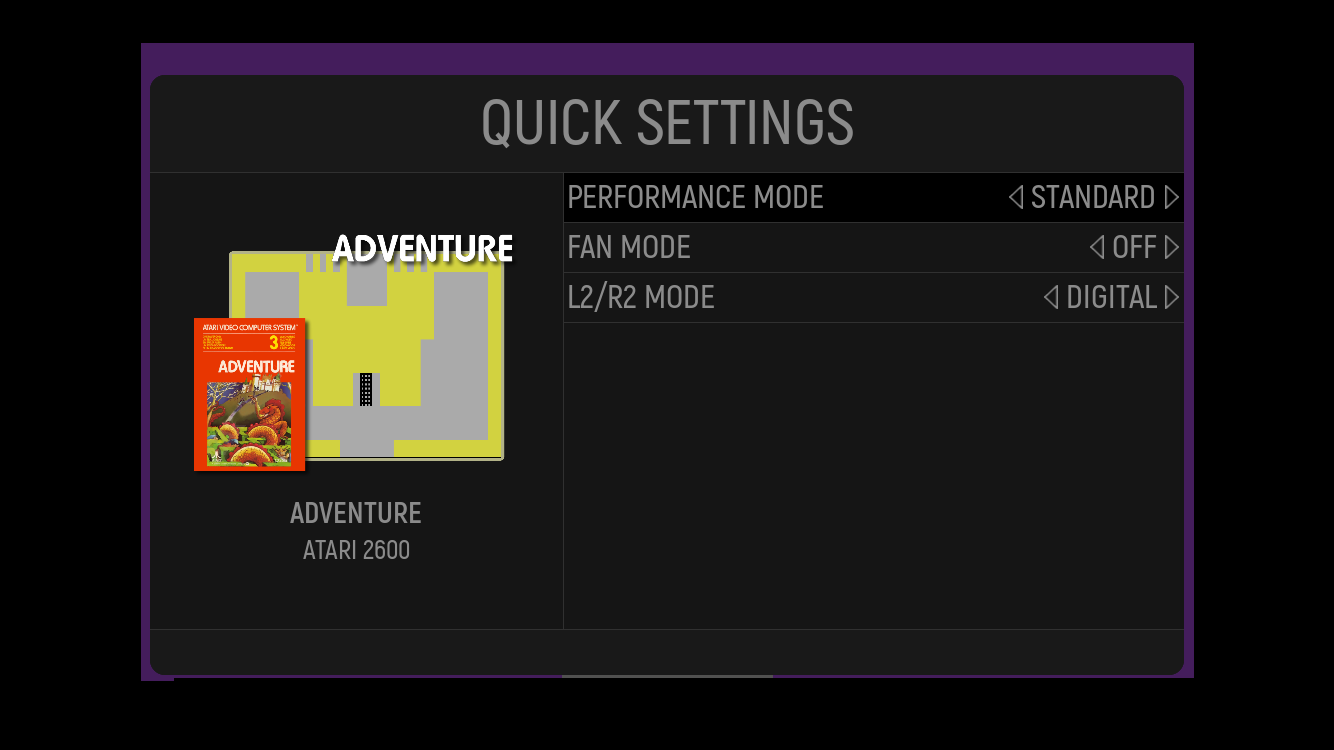 QUICK SETTINGS
ADVENTURE
ATARI VIDEO COMPUTER SYSTEM
3
ADVENTURE
ADVENTURE
ATARI 2600
PERFORMANCE MODE STANDARD
FAN MODE OFF
L2/R2 MODE DIGITAL